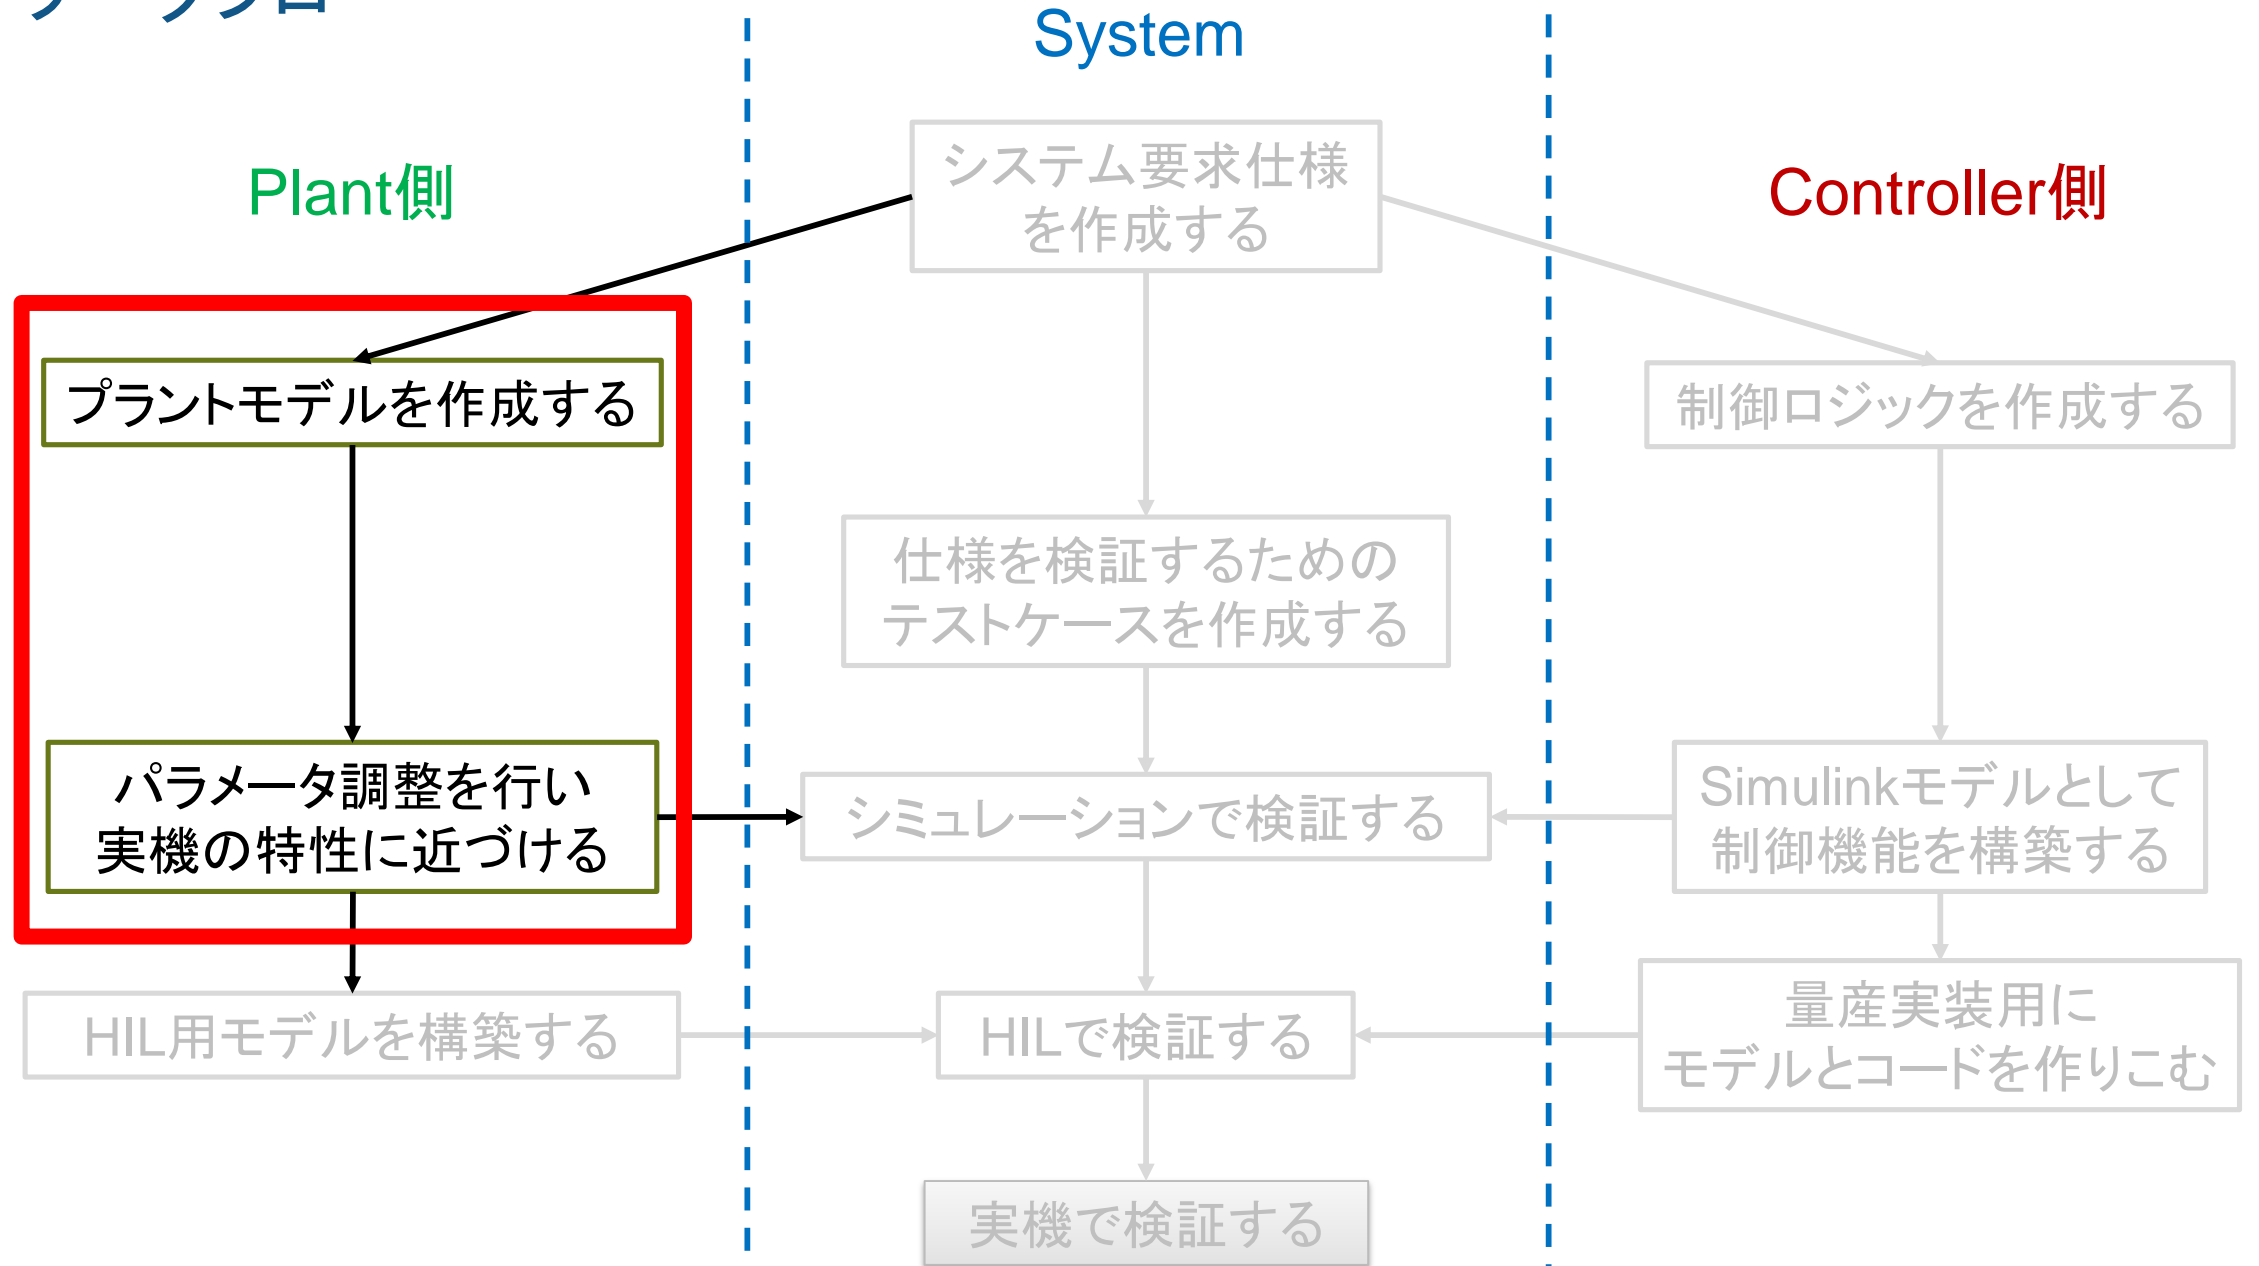 System
Plant側
Controller側
システム要求仕様
を作成する
プラントモデルを作成する
制御ロジックを作成する
仕様を検証するための
テストケースを作成する
パラメータ調整を行い
実機の特性に近づける
シミュレーションで検証する
Simulinkモデルとして
制御機能を構築する
HIL用モデルを構築する
HILで検証する
量産実装用に
モデルとコードを作りこむ
実機で検証する